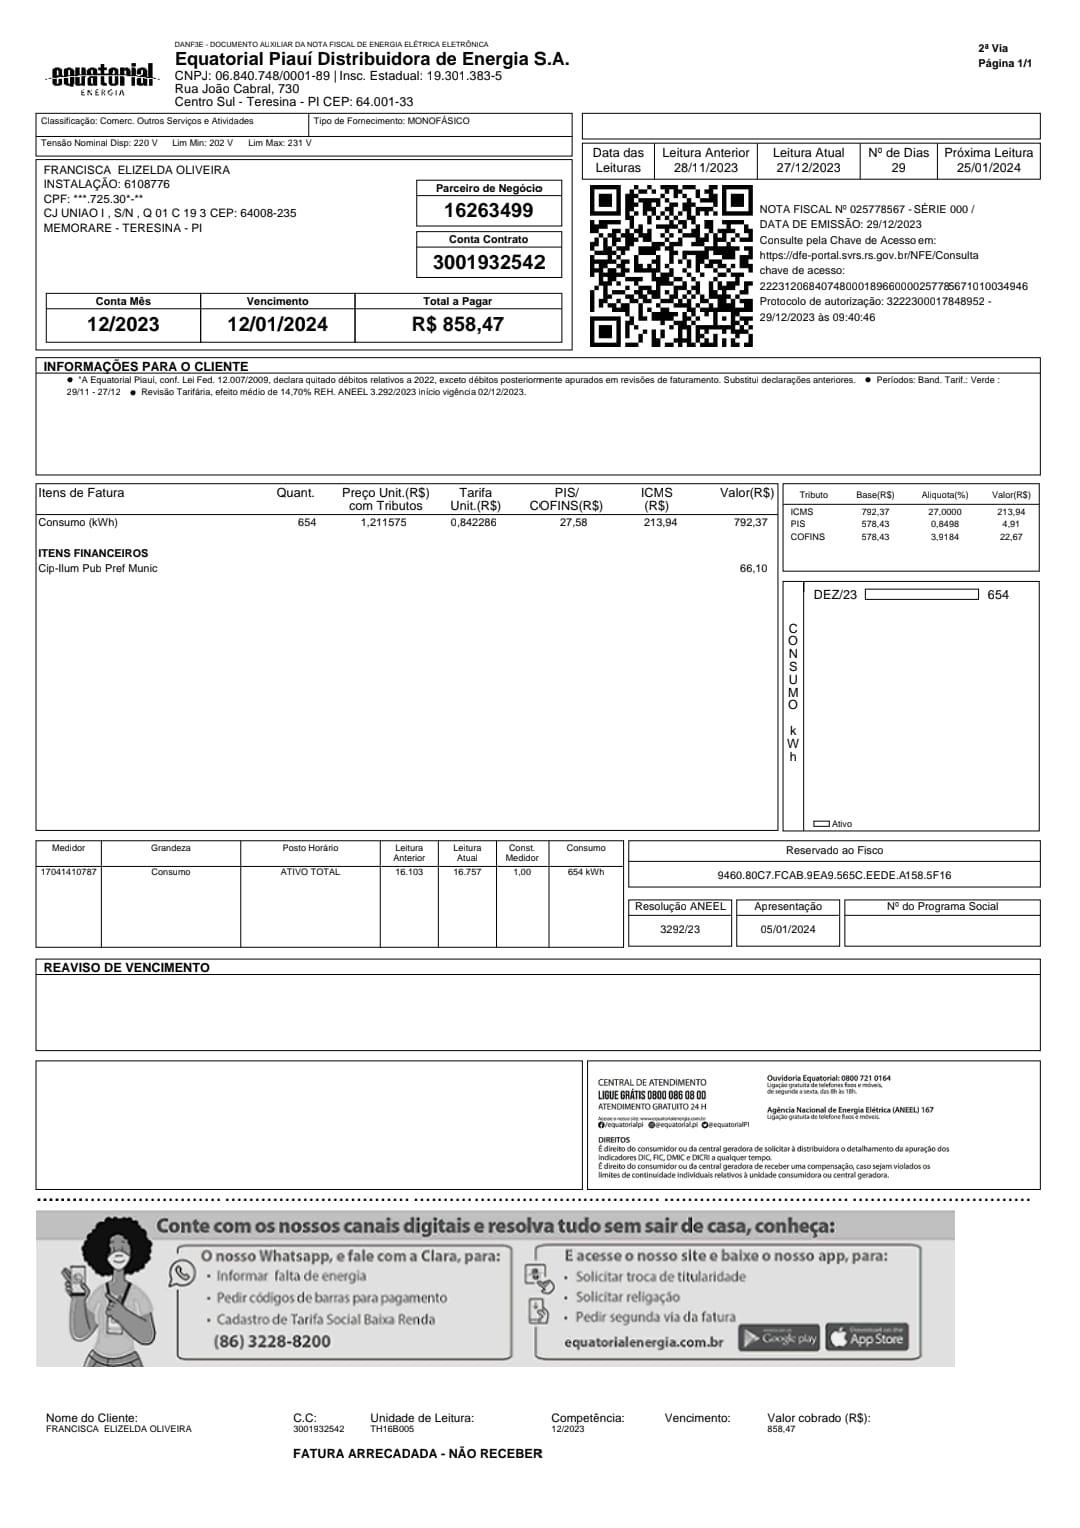 DANF3E - DOCUMENTO AUXILIAR DA NOTA FISCAL DE ENERGIA ELÉTRICA ELETRÔNICA
equatorial
ENERGIA
Equatorial Piauí Distribuidora de Energia S.A.
CNPJ: 06.840.748/0001-89 | Insc. Estadual: 19.301.383-5
Rua João Cabral, 730
Centro Sul - Teresina - PI CEP: 64.001-33
2ª Via
Página 1/1
Classificação: Comerc. Outros Serviços e Atividades
Tipo de Fornecimento: MONOFÁSICO
Tensão Nominal Disp: 220 V Lim Min: 202 V Lim Max: 231 V
FRANCISCA ELIZELDA OLIVEIRA
INSTALAÇÃO: 6108776
CPF: ***.725.30*-**
CJ UNIAO I , S/N , Q 01 C 19 3 CEP: 64008-235
MEMORARE - TERESINA - PI
Parceiro de Negócio
16263499
Conta Contrato
3001932542
Conta Mês Vencimento Total a Pagar
12/2023 12/01/2024 R$ 858,47
Data das Leituras
Leitura Anterior 28/11/2023
Leitura Atual 27/12/2023
Nº de Dias 29
Próxima Leitura 25/01/2024
NOTA FISCAL Nº 025778567 - SÉRIE 000 /
DATA DE EMISSÃO: 29/12/2023
Consulte pela Chave de Acesso em:
https://dfe-portal.svrs.rs.gov.br/NFE/Consulta
chave de acesso:
22231206840748000189660000257785671010034946
Protocolo de autorização: 3222300017848952 -
29/12/2023 às 09:40:46
INFORMAÇÕES PARA O CLIENTE
● "A Equatorial Piauí, conf. Lei Fed. 12.007/2009, declara quitado débitos relativos a 2022, exceto débitos posteriormente apurados em revisões de faturamento. Substitui declarações anteriores. ● Períodos: Band. Tarif.: Verde :
29/11 - 27/12 ● Revisão Tarifária, efeito médio de 14,70% REH. ANEEL 3.292/2023 início vigência 02/12/2023.
Itens de Fatura Quant. Preço Unit.(R$) Tarifa PIS/ ICMS Valor(R$)
com Tributos Unit.(R$) COFINS(R$) (R$)
Consumo (kWh) 654 1,211575 0,842286 27,58 213,94 792,37
ITENS FINANCEIROS
Cip-Ilum Pub Pref Munic 66,10
Tributo Base(R$) Aliquota(%) Valor(R$)
ICMS 792,37 27,0000 213,94
PIS 578,43 0,8498 4,91
COFINS 578,43 3,9184 22,67
CONSUMO kWh
DEZ/23 654
Ativo
Medidor Grandeza Posto Horário Leitura Leitura Const. Consumo
Anterior Atual Medidor
17041410787 Consumo ATIVO TOTAL 16.103 16.757 1,00 654 kWh
Reservado ao Fisco
9460.80C7.FCAB.9EA9.565C.EEDE.A158.5F16
Resolução ANEEL Apresentação Nº do Programa Social
3292/23 05/01/2024
REAVISO DE VENCIMENTO
CENTRAL DE ATENDIMENTO
LIGUE GRÁTIS 0800 086 08 00
ATENDIMENTO GRATUITO 24 H
Acesse o nosso site: www.equatorialenergia.com.br
/equatorialpi @equatorial.pi @equatorialPI
Ouvidoria Equatorial: 0800 721 0164
Ligação gratuita de telefones fixos e móveis,
de segunda a sexta, das 8h às 18h.
Agência Nacional de Energia Elétrica (ANEEL) 167
Ligação gratuita de telefone fixos e móveis.
DIREITOS
É direito do consumidor ou da central geradora de solicitar à distribuidora o detalhamento da apuração dos
indicadores DIC, FIC, DMIC e DICRI a qualquer tempo.
É direito do consumidor ou da central geradora de receber uma compensação, caso sejam violados os
limites de continuidade individuais relativos à unidade consumidora ou central geradora.
Conte com os nossos canais digitais e resolva tudo sem sair de casa, conheça:
O nosso Whatsapp, e fale com a Clara, para:
• Informar falta de energia
• Pedir códigos de barras para pagamento
• Cadastro de Tarifa Social Baixa Renda
(86) 3228-8200
E acesse o nosso site e baixe o nosso app, para:
• Solicitar troca de titularidade
• Solicitar religação
• Pedir segunda via da fatura
equatorialenergia.com.br
Google play
App Store
Nome do Cliente: C.C: Unidade de Leitura: Competência: Vencimento: Valor cobrado (R$):
FRANCISCA ELIZELDA OLIVEIRA 3001932542 TH16B005 12/2023 858,47
FATURA ARRECADADA - NÃO RECEBER